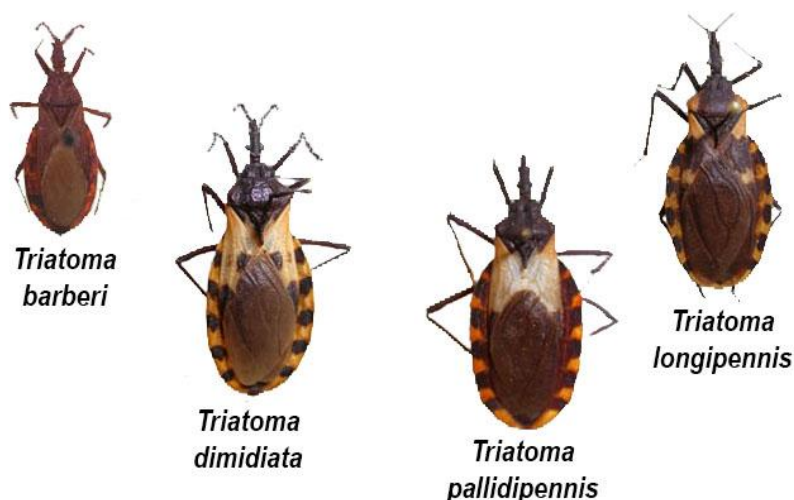 Triatoma
barberi
Triatoma
dimidiata
Triatoma
pallidipennis
Triatoma
longipennis